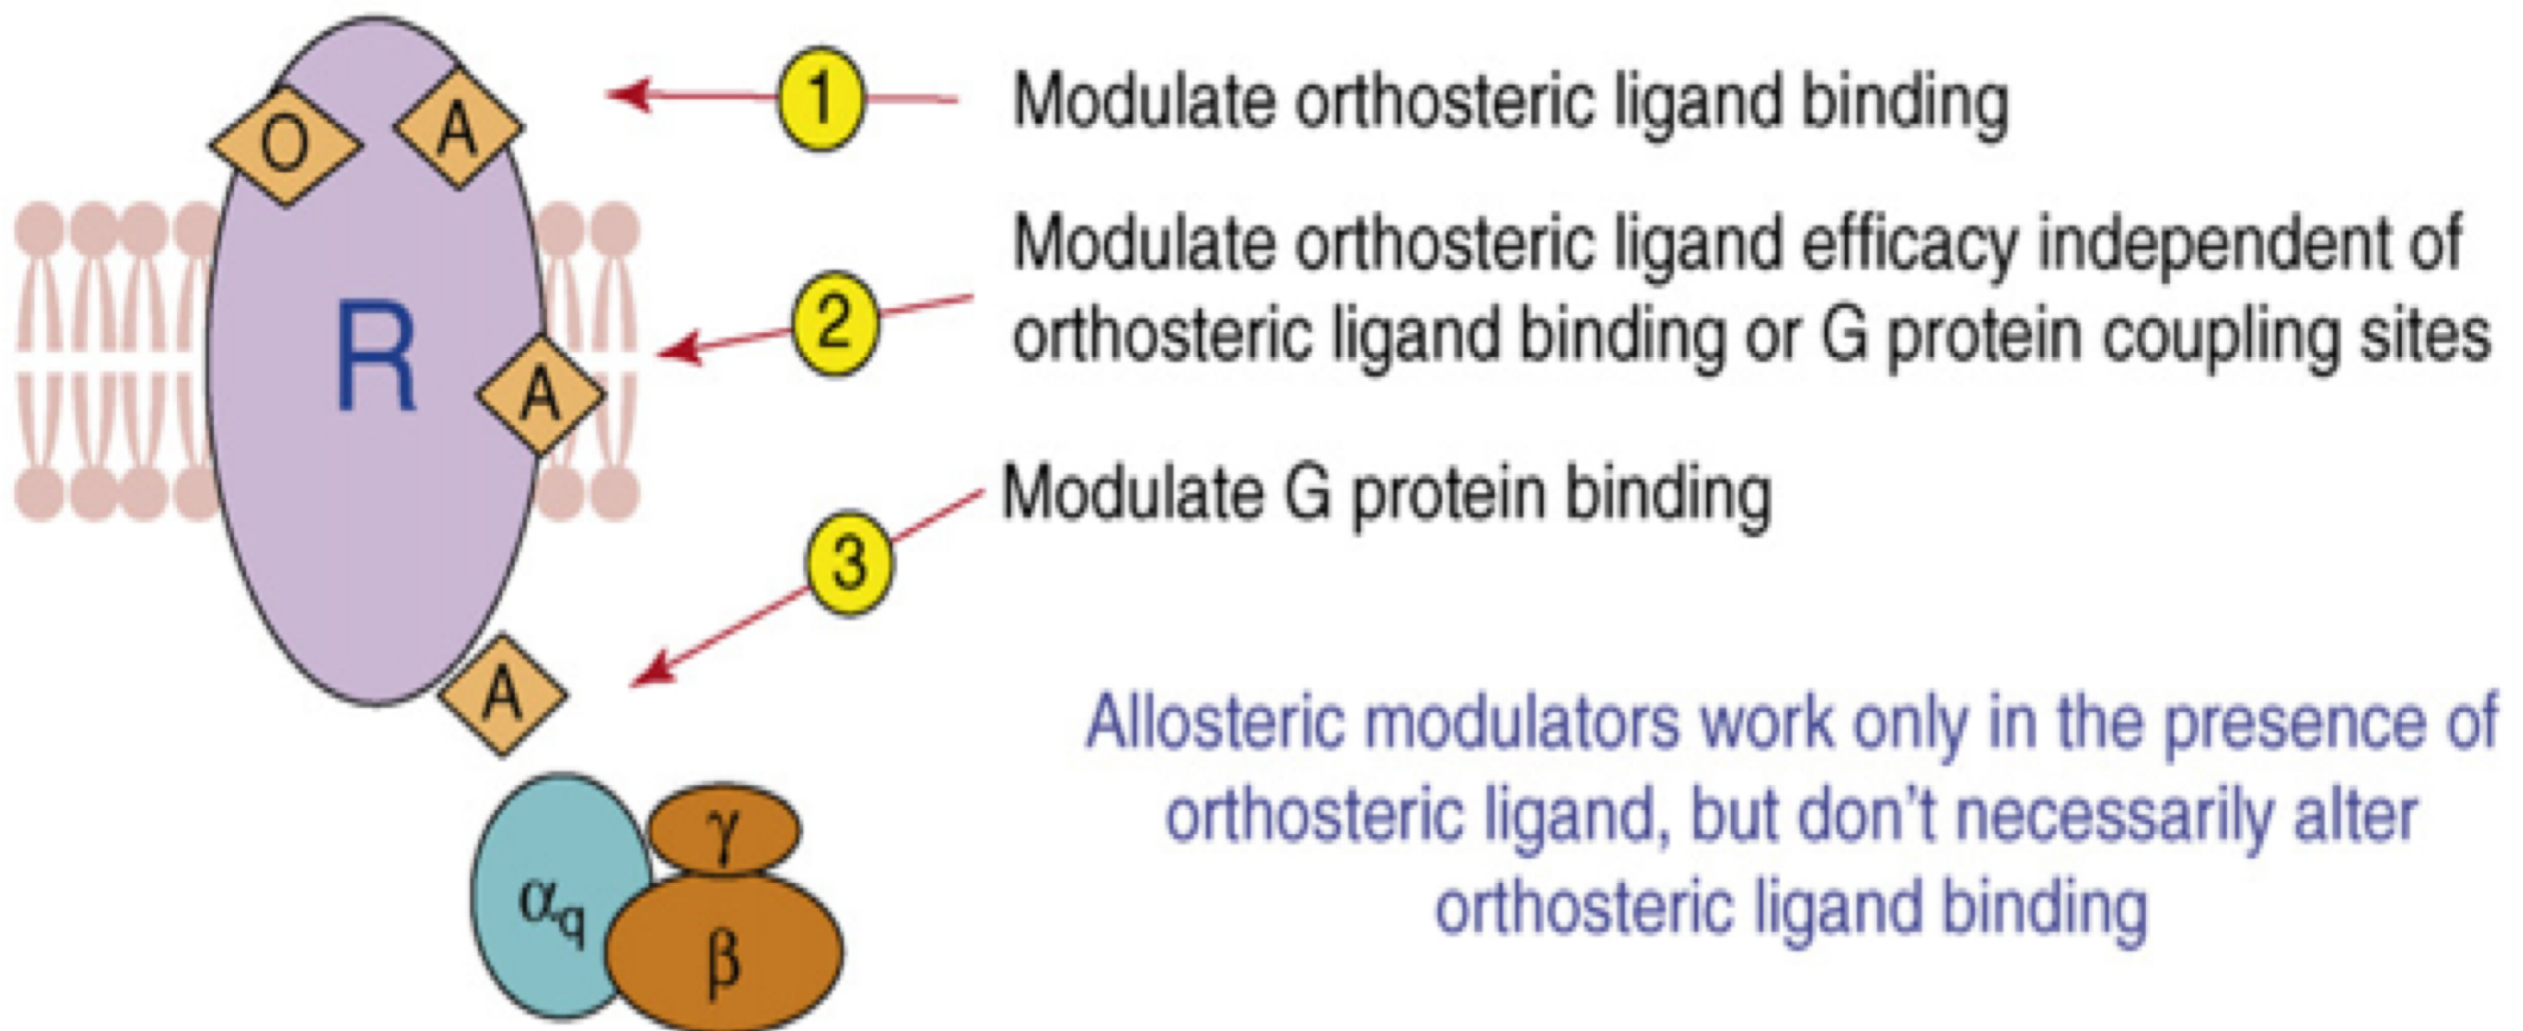 O
A
1
Modulate orthosteric ligand binding
R
A
2
Modulate orthosteric ligand efficacy independent of
orthosteric ligand binding or G protein coupling sites
3
Modulate G protein binding
A
αq
γ
β
Allosteric modulators work only in the presence of
orthosteric ligand, but don't necessarily alter
orthosteric ligand binding